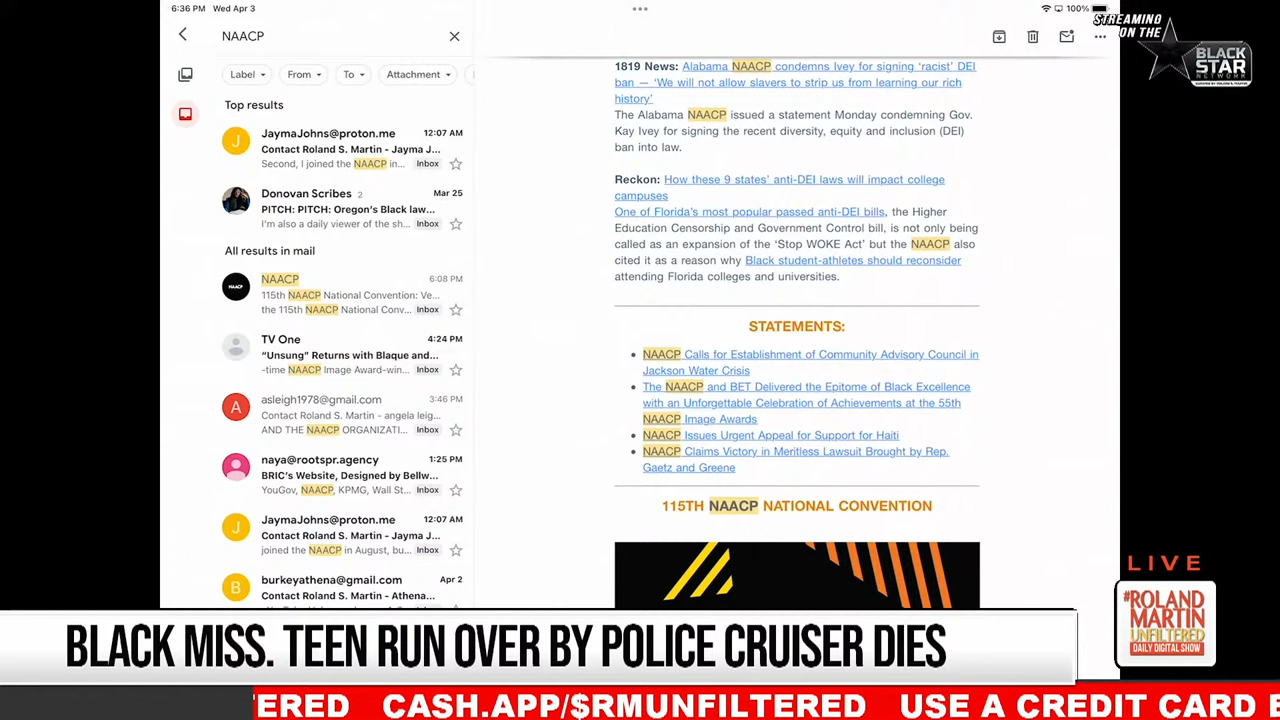 6:36 PM Wed Apr 3
100%
STREAMING
ON THE
BLACK
STAR
NETWORK
NAACP
Label
From
To
Attachment
Top results
JaymaJohns@proton.me 12:07 AM
Contact Roland S. Martin - Jayma J...
Second, I joined the NAACP in... Inbox
Donovan Scribes 2 Mar 25
PITCH: PITCH: Oregon's Black law...
I'm also a daily viewer of the sh... Inbox
All results in mail
NAACP 6:08 PM
115th NAACP National Convention: Ve...
the 115th NAACP National Conv... Inbox
TV One 4:24 PM
“Unsung” Returns with Blaque and...
-time NAACP Image Award-win... Inbox
asleigh1978@gmail.com 3:46 PM
Contact Roland S. Martin - angela leig...
AND THE NAACP ORGANIZATI... Inbox
naya@rootspr.agency 1:25 PM
BRIC's Website, Designed by Bellw...
YouGov, NAACP, KPMG, Wall St... Inbox
JaymaJohns@proton.me 12:07 AM
Contact Roland S. Martin - Jayma J...
joined the NAACP in August, bu... Inbox
burkeyathena@gmail.com Apr 2
Contact Roland S. Martin - Athena...
1819 News: Alabama NAACP condemns Ivey for signing ‘racist’ DEI
ban — ‘We will not allow slavers to strip us from learning our rich
history’
The Alabama NAACP issued a statement Monday condemning Gov.
Kay Ivey for signing the recent diversity, equity and inclusion (DEI)
ban into law.
Reckon: How these 9 states’ anti-DEI laws will impact college
campuses
One of Florida’s most popular passed anti-DEI bills, the Higher
Education Censorship and Government Control bill, is not only being
called as an expansion of the ‘Stop WOKE Act’ but the NAACP also
cited it as a reason why Black student-athletes should reconsider
attending Florida colleges and universities.
STATEMENTS:
• NAACP Calls for Establishment of Community Advisory Council in
Jackson Water Crisis
• The NAACP and BET Delivered the Epitome of Black Excellence
with an Unforgettable Celebration of Achievements at the 55th
NAACP Image Awards
• NAACP Issues Urgent Appeal for Support for Haiti
• NAACP Claims Victory in Meritless Lawsuit Brought by Rep.
Gaetz and Greene
115TH NAACP NATIONAL CONVENTION
LIVE
#ROLAND
MARTIN
UNFILTERED
DAILY DIGITAL SHOW
BLACK MISS. TEEN RUN OVER BY POLICE CRUISER DIES
TERED CASH.APP/$RMUNFILTERED USE A CREDIT CARD